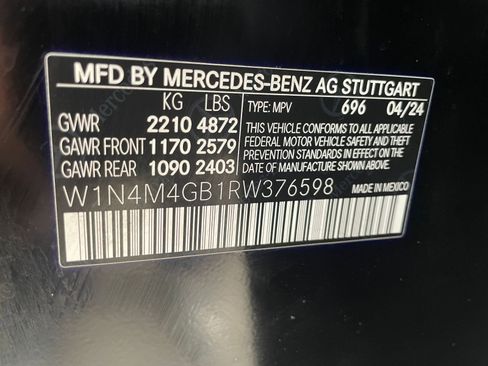 MFD BY MERCEDES-BENZ AG STUTTGART
KG LBS TYPE: MPV 696 04/24
GVWR 2210 4872 THIS VEHICLE CONFORMS TO ALL APPLICABLE
GAWR FRONT 1170 2579 FEDERAL MOTOR VEHICLE SAFETY AND THEFT
GAWR REAR 1090 2403 PREVENTION STANDARDS IN EFFECT ON THE DATE OF
MANUFACTURE SHOWN ABOVE.
W1N4M4GB1RW376598 MADE IN MEXICO